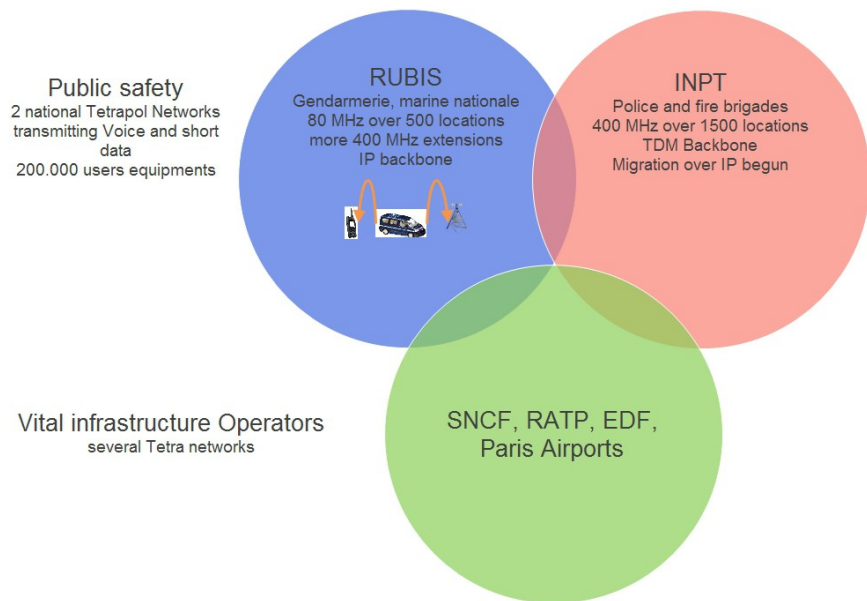 Public safety
2 national Tetrapol Networks
transmitting Voice and short
data
200.000 users equipments
RUBIS
Gendarmerie, marine nationale
80 MHz over 500 locations
more 400 MHz extensions
IP backbone
INPT
Police and fire brigades
400 MHz over 1500 locations
TDM Backbone
Migration over IP begun
Vital infrastructure Operators
several Tetra networks
SNCF, RATP, EDF,
Paris Airports